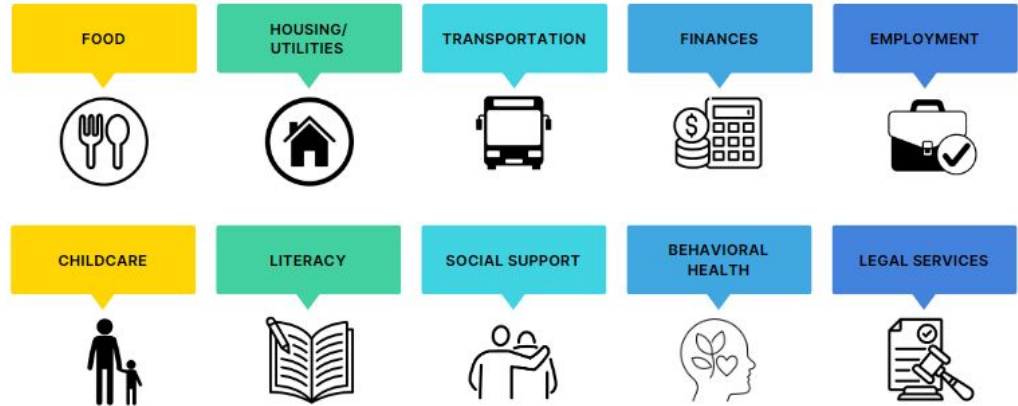 FOOD
HOUSING/
UTILITIES
TRANSPORTATION
FINANCES
EMPLOYMENT
$
CHILDCARE
LITERACY
SOCIAL SUPPORT
BEHAVIORAL
HEALTH
LEGAL SERVICES